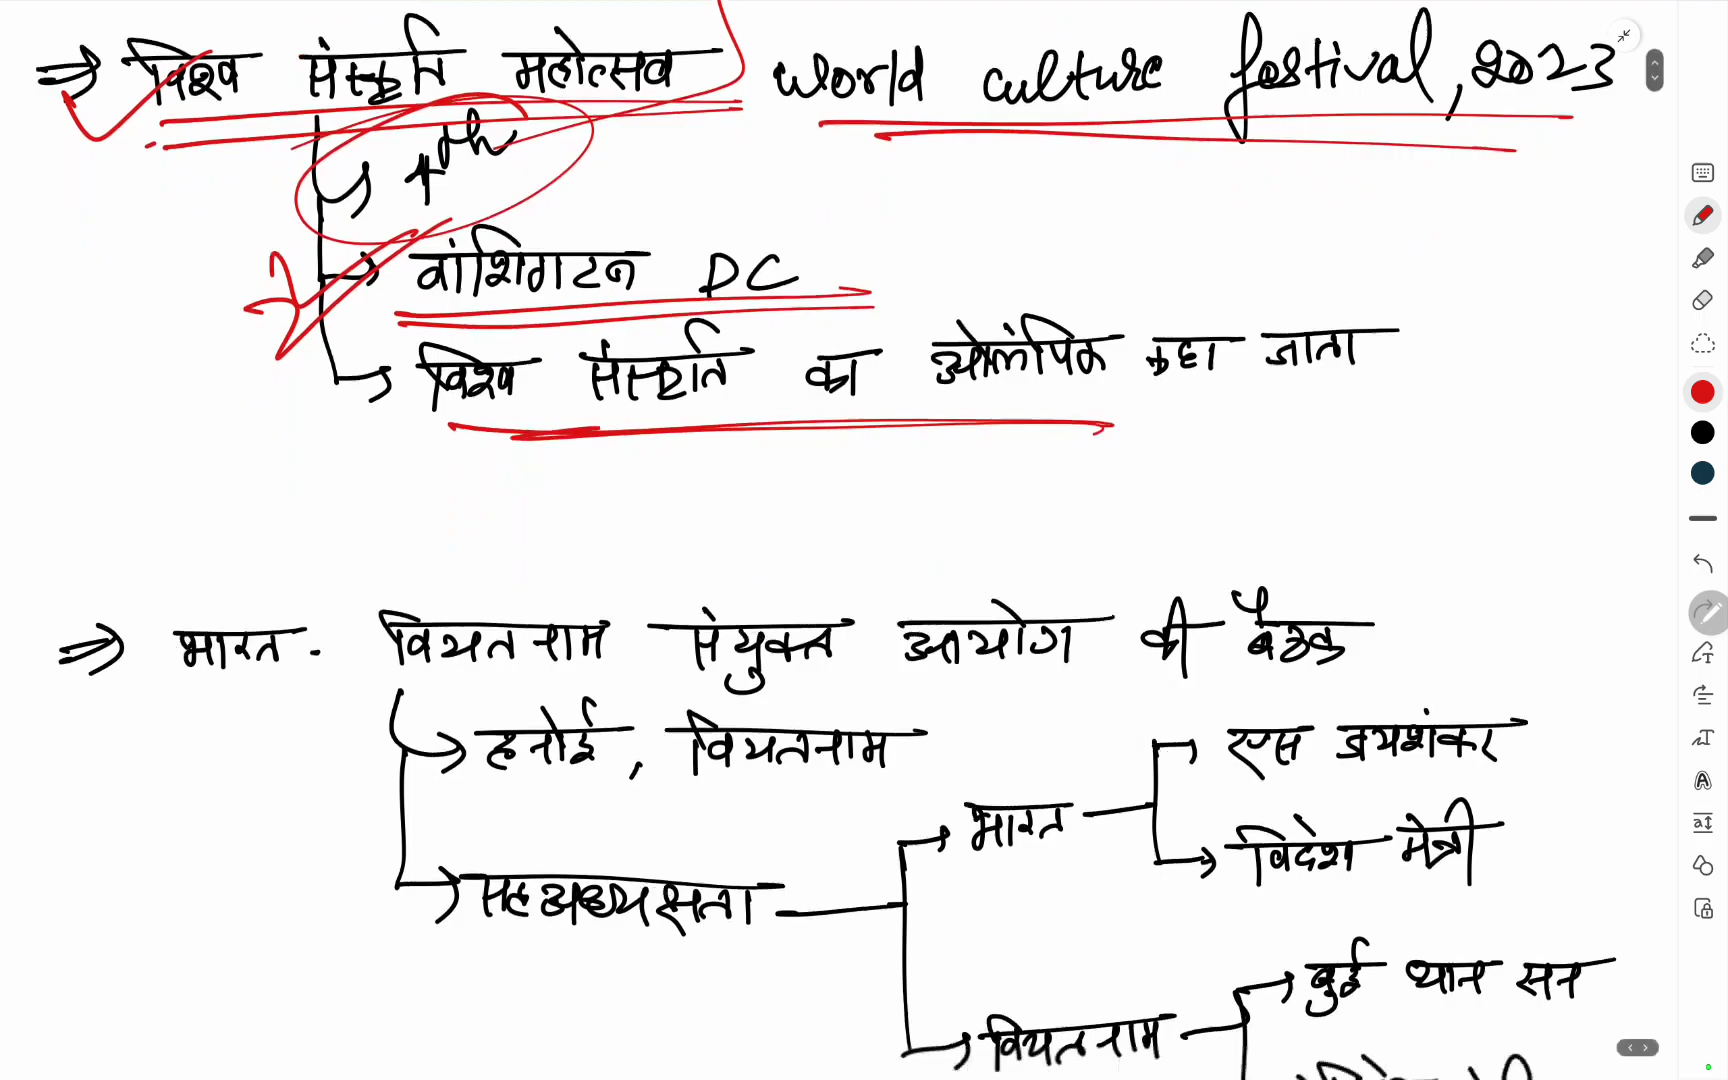 ⇒ विश्व संस्कृति महोत्सव world culture festival, 2023
4th
वांशिगटन DC
विश्व संस्कृति का ओलंपिक कहा जाता
⇒ भारत - वियतनाम संयुक्त आयोग की बैठक
हनोई, वियतनाम
सह अध्यक्षता
भारत
एस जयशंकर
विदेश मंत्री
वियतनाम
बुई थान सन